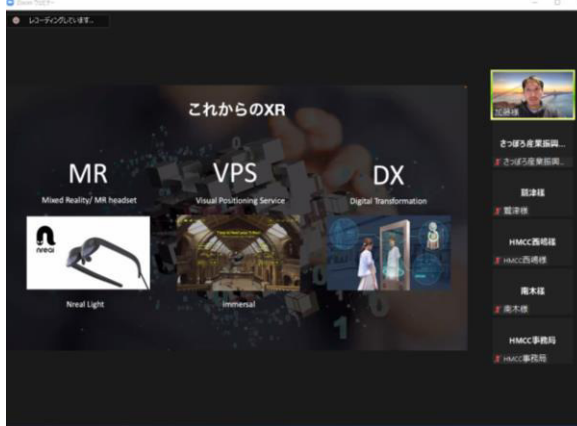 Zoom ウェビナー
レコーディングしています...
これからのXR
MR
Mixed Reality/ MR headset
nreal
Nreal Light
VPS
Visual Positioning Service
Immersal
DX
Digital Transformation
加藤様
さっぽろ産業振興...
さっぽろ産業振興...
鷲津様
鷲津様
HMCC西嶋様
HMCC西嶋様
南木様
南木様
HMCC事務局
HMCC事務局